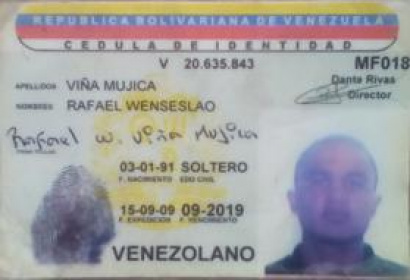 REPUBLICA BOLIVARIANA DE VENEZUELA
CEDULA DE IDENTIDAD
V 20.635.843 MF018
Dante Rivas
Director
APELLIDOS VIÑA MUJICA
NOMBRES RAFAEL WENSESLAO
Rafael W. Viña Mujica
03-01-91 SOLTERO
F. NACIMIENTO EDO CIVIL
15-09-09 09-2019
F. EXPEDICION F. VENCIMIENTO
VENEZOLANO